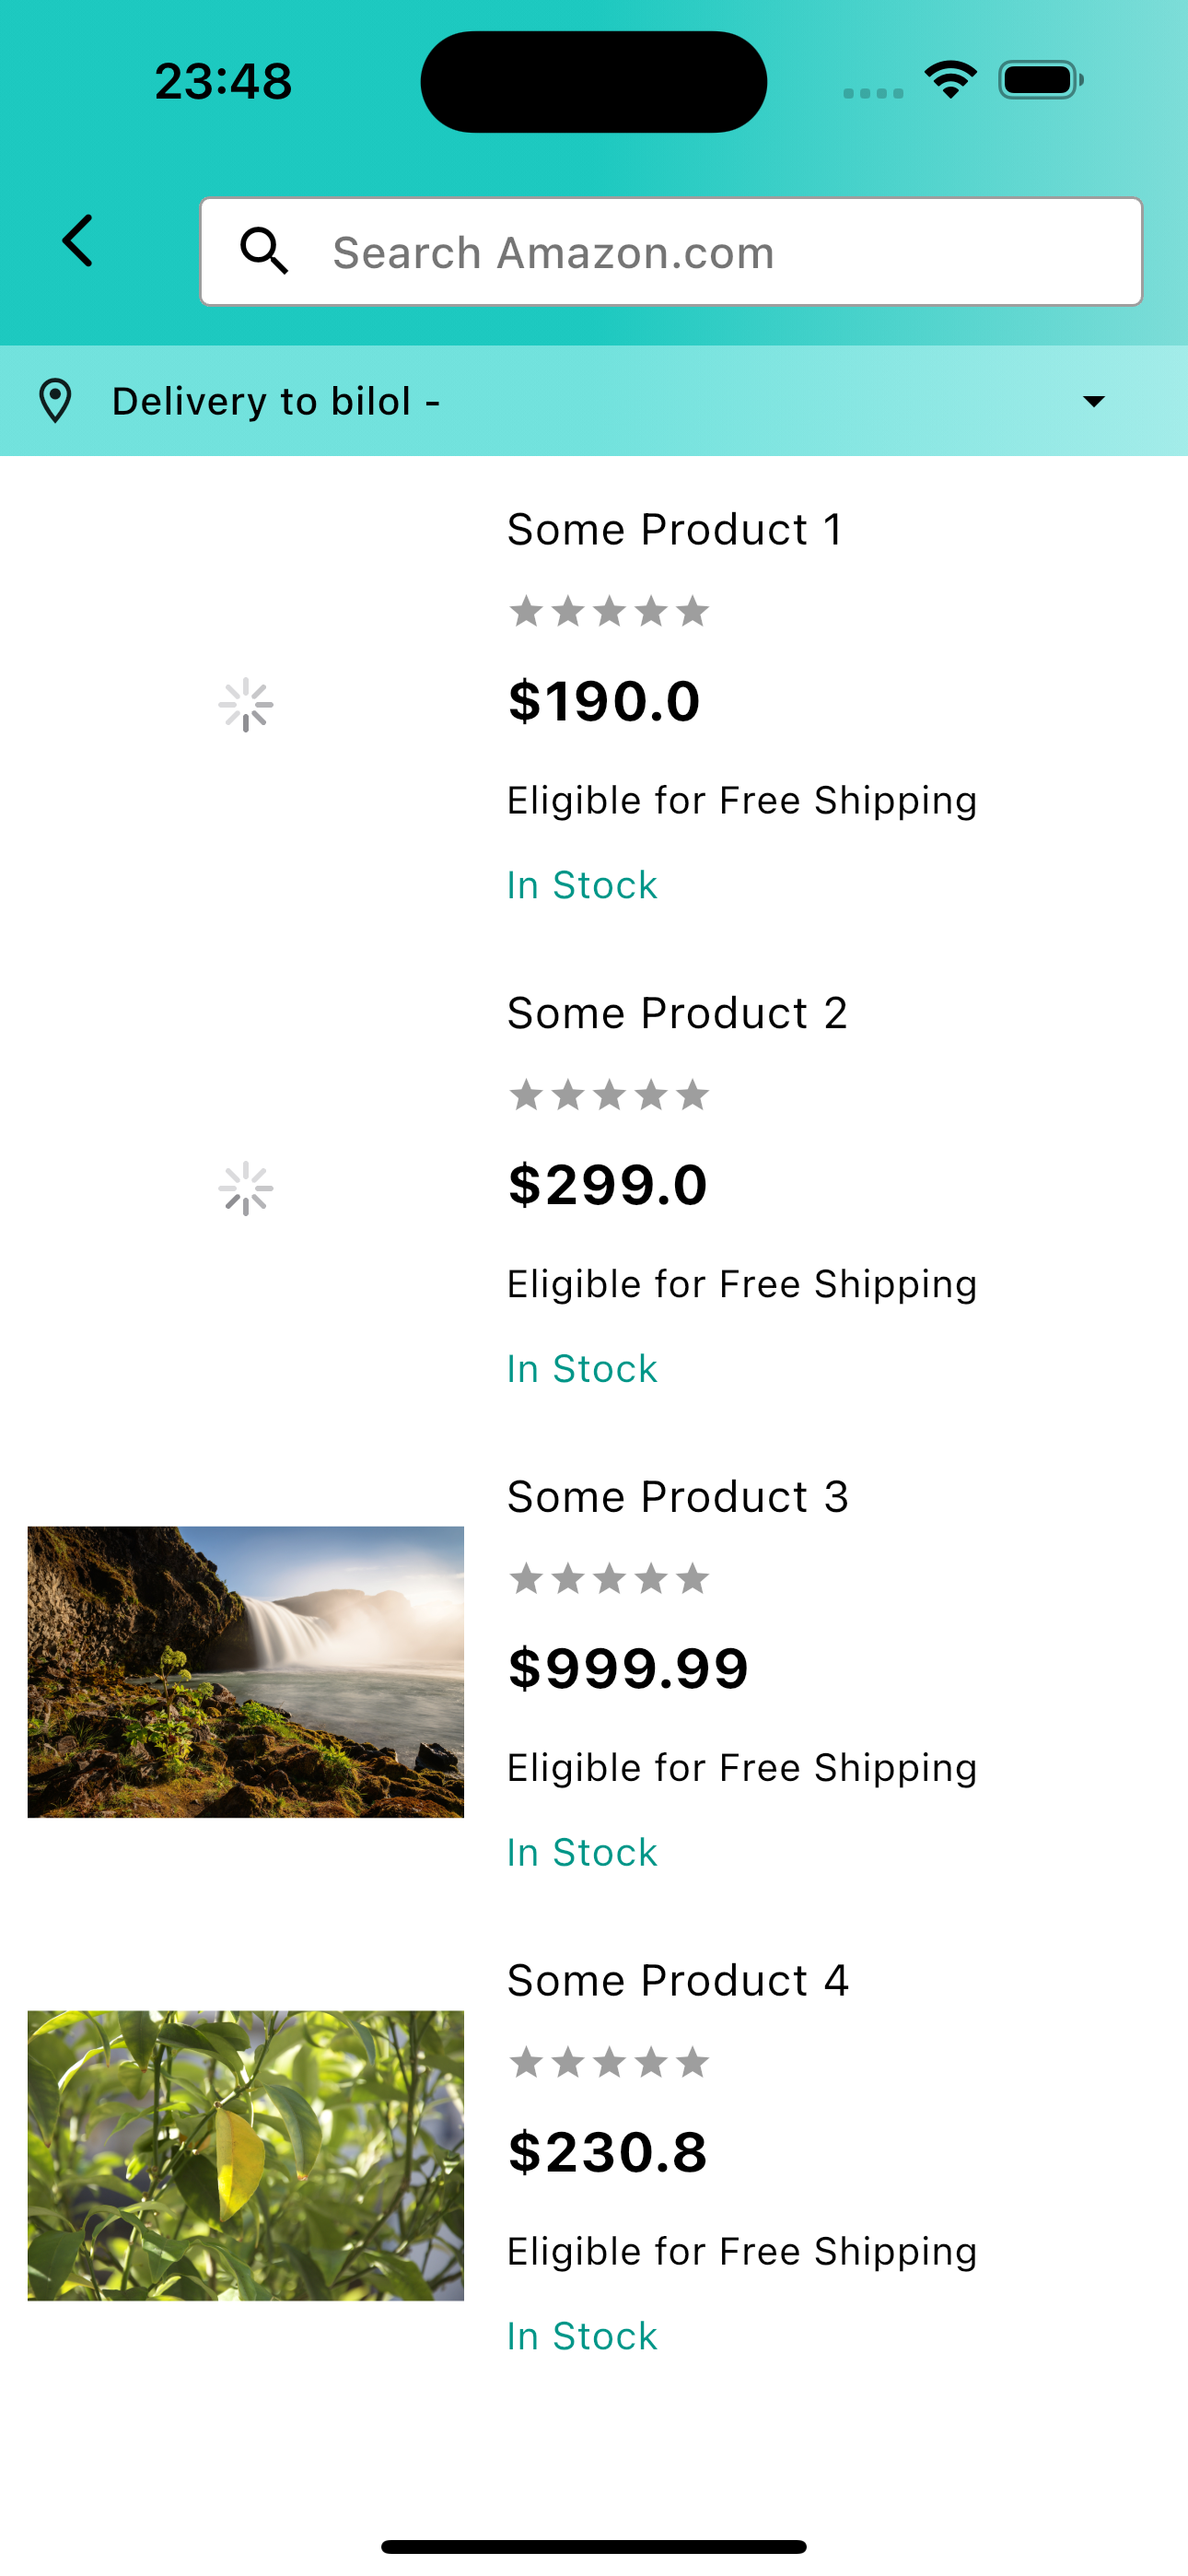 23:48
Search Amazon.com
Delivery to bilol -
Some Product 1
$190.0
Eligible for Free Shipping
In Stock
Some Product 2
$299.0
Eligible for Free Shipping
In Stock
Some Product 3
$999.99
Eligible for Free Shipping
In Stock
Some Product 4
$230.8
Eligible for Free Shipping
In Stock